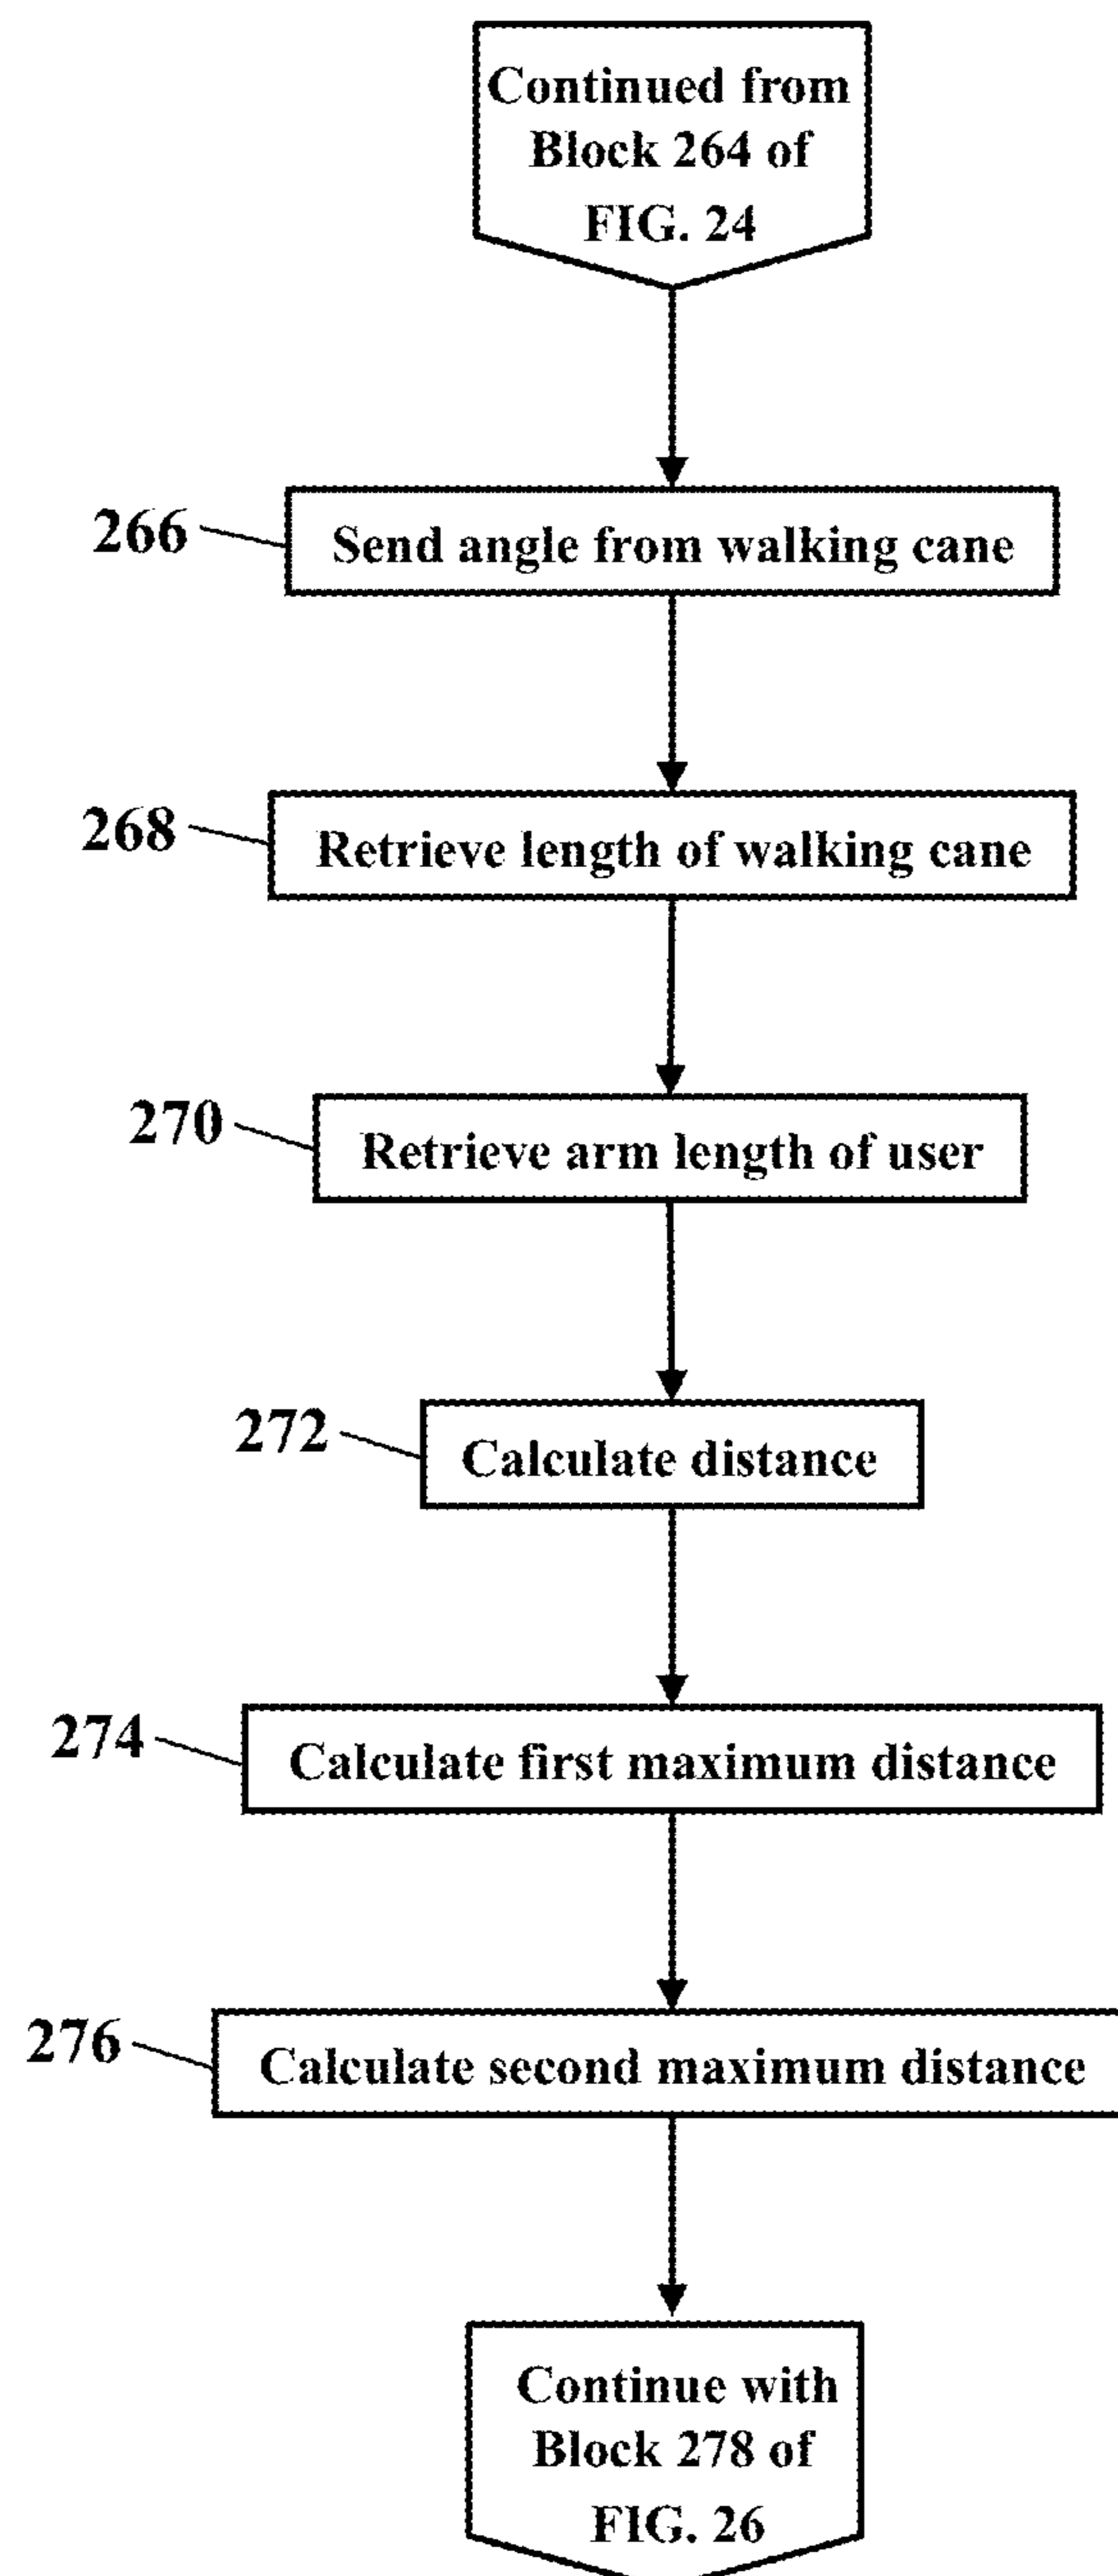 Continued from
Block 264 of
FIG. 24
266
Send angle from walking cane
268
Retrieve length of walking cane
270
Retrieve arm length of user
272
Calculate distance
274
Calculate first maximum distance
276
Calculate second maximum distance
Continue with
Block 278 of
FIG. 26